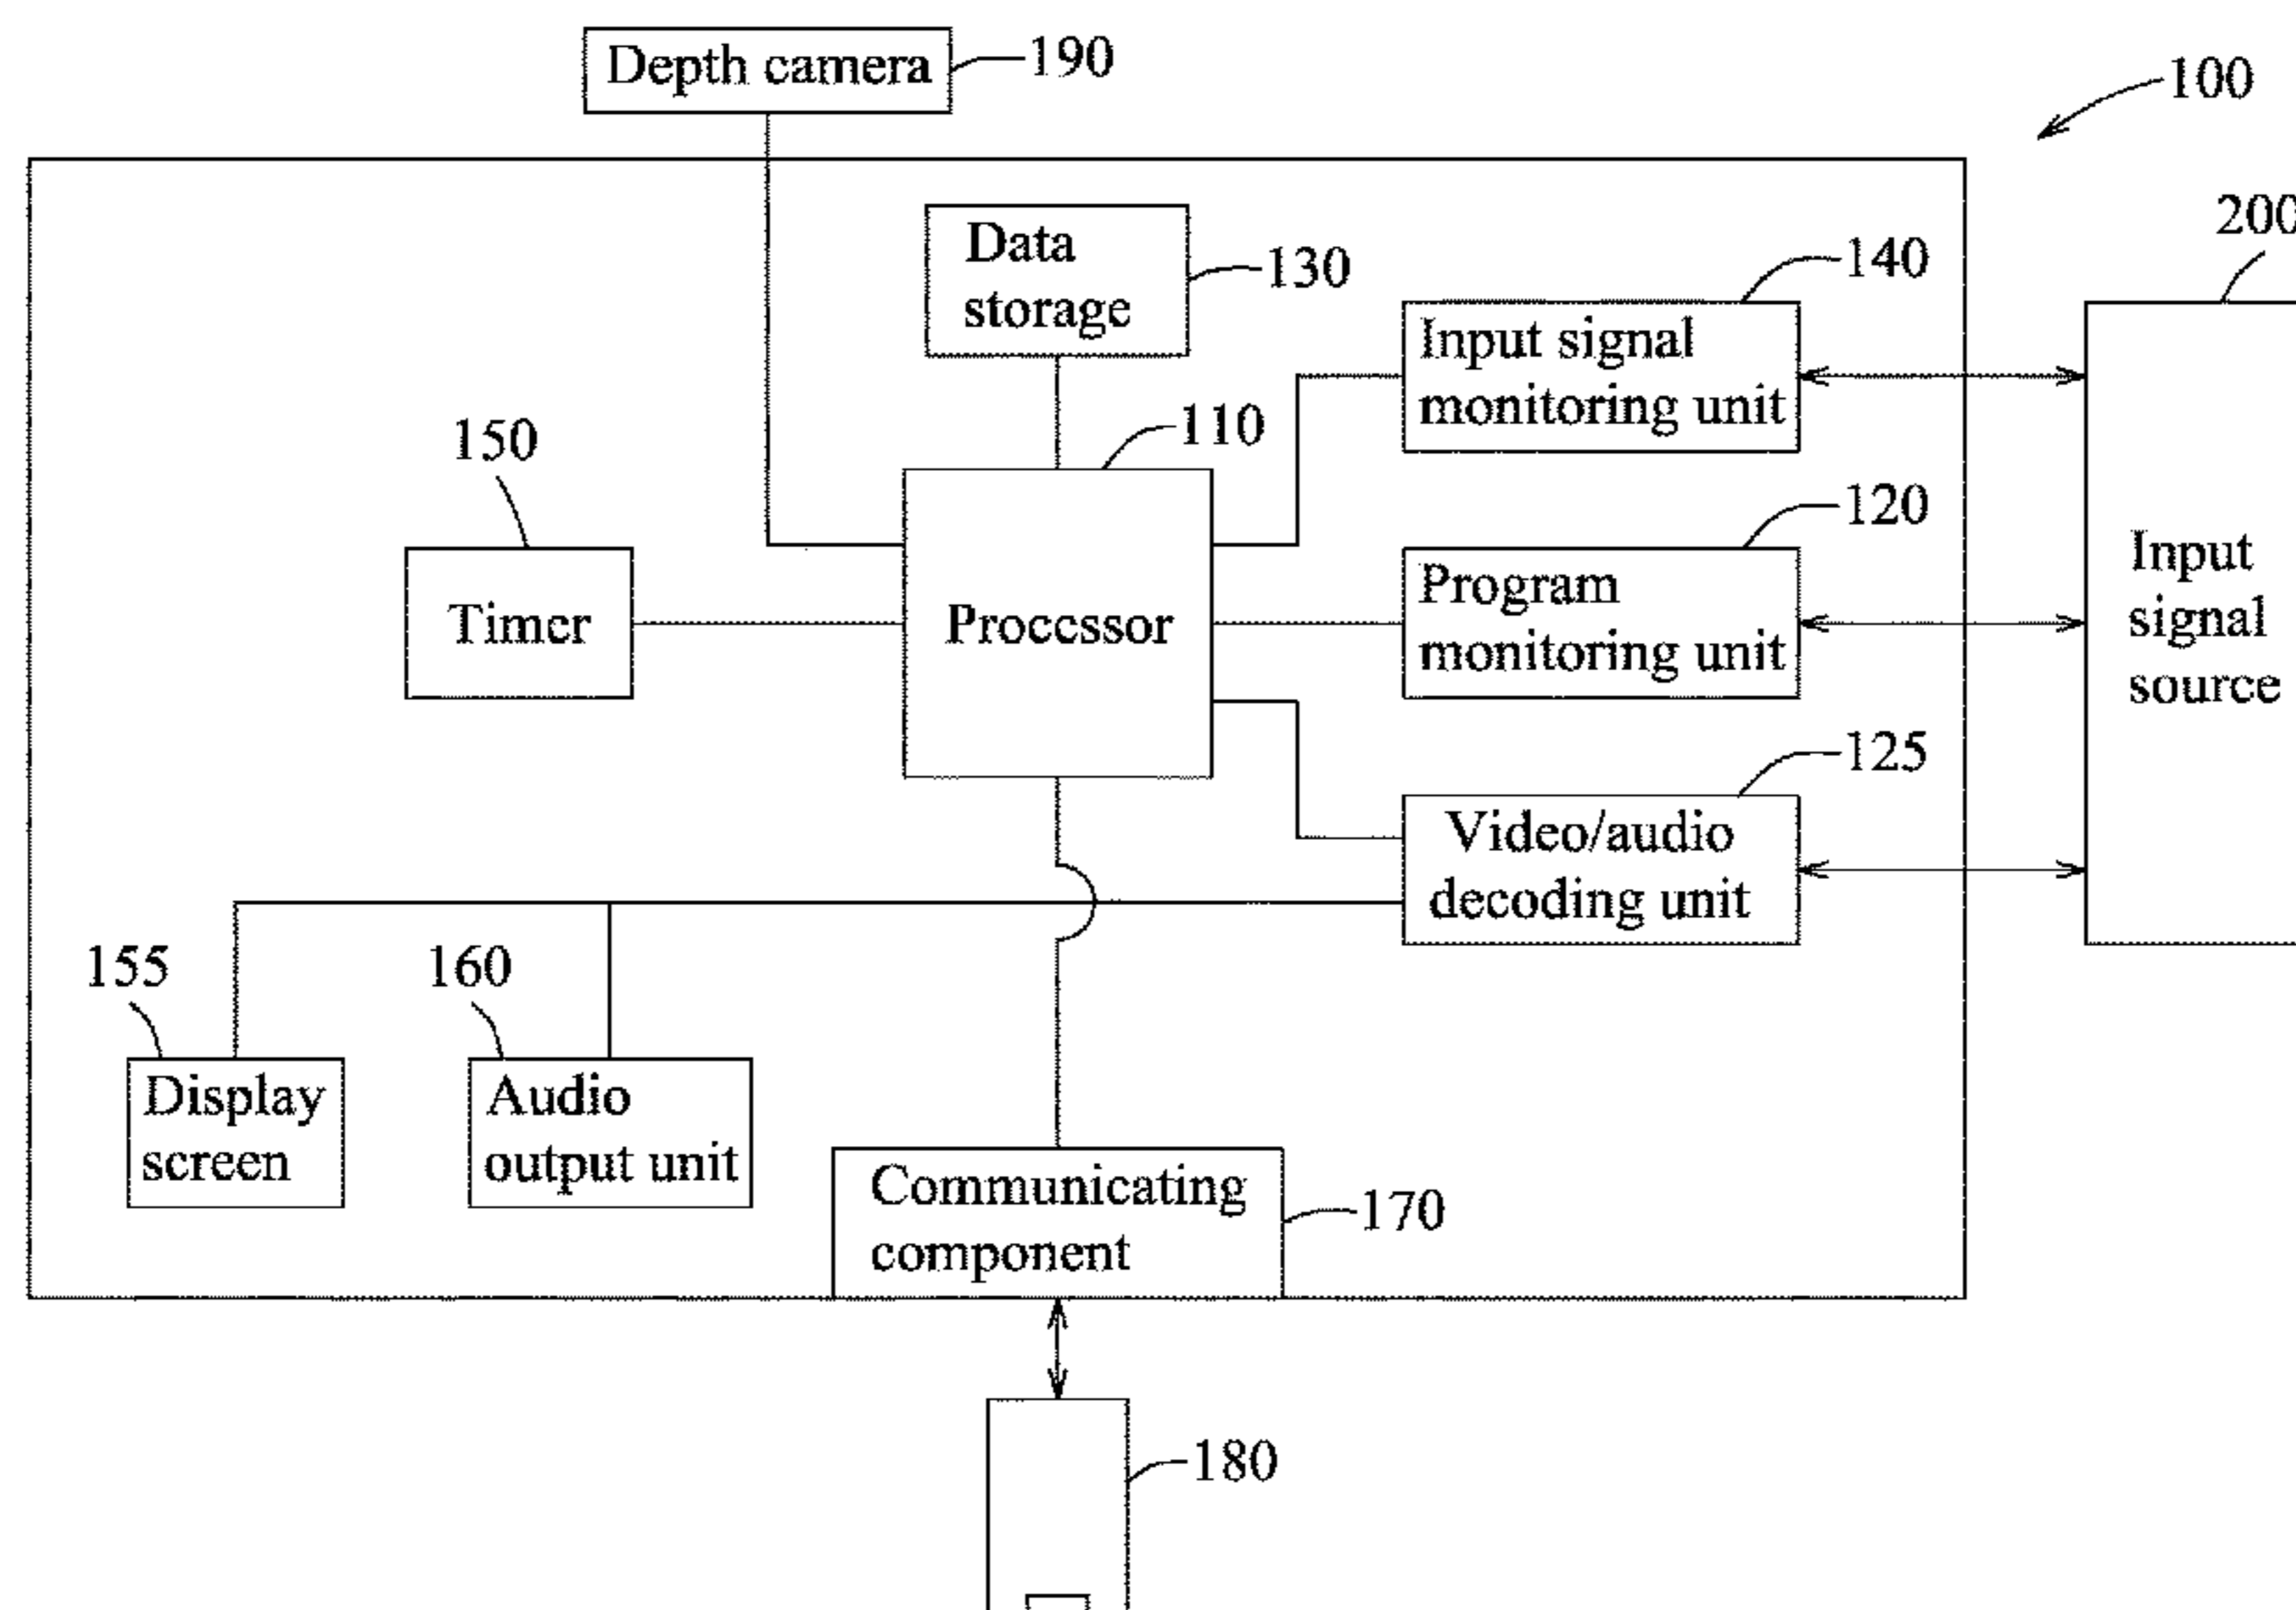 Depth camera
190
100
200
Data
storage
130
140
Input signal
monitoring unit
150
110
120
Timer
Processor
Program
monitoring unit
Input
signal
source
125
Video/audio
decoding unit
155
160
Display
screen
Audio
output unit
Communicating
component
170
180